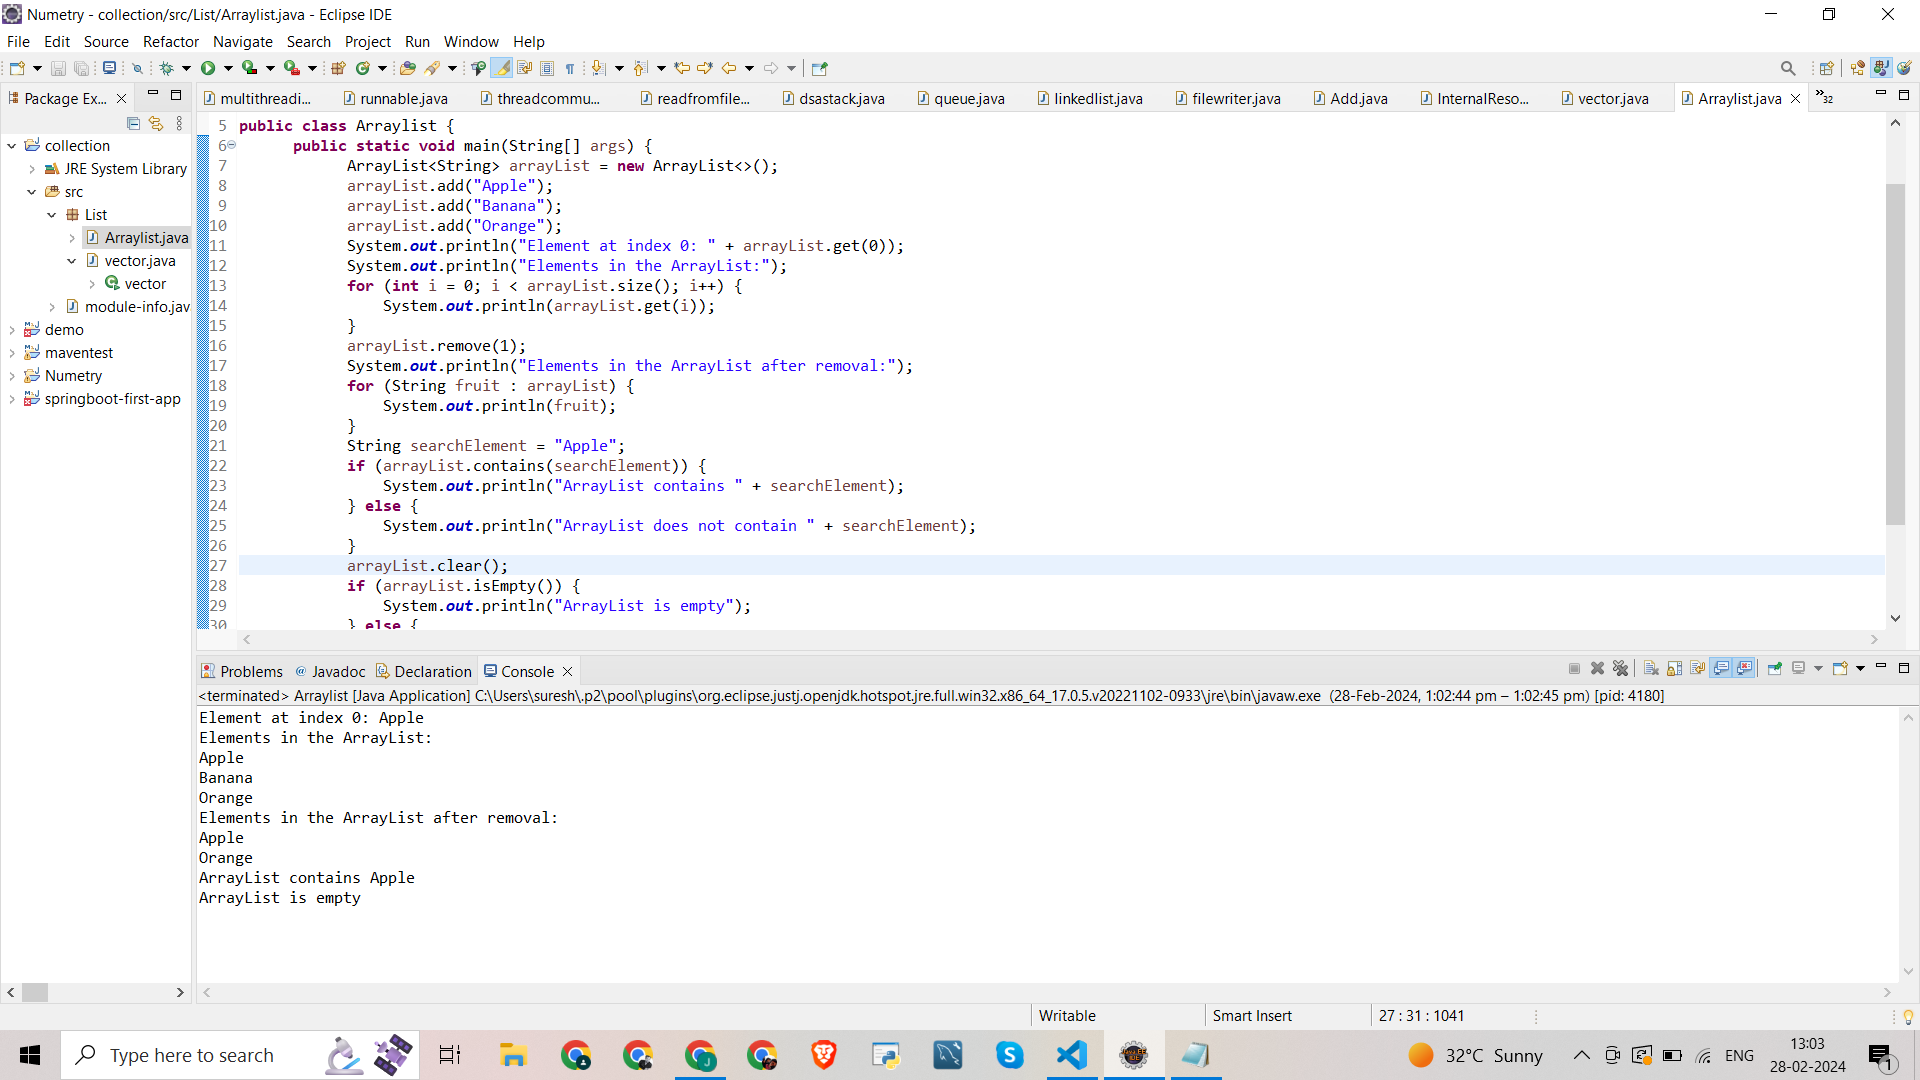 Numetry - collection/src/List/Arraylist.java - Eclipse IDE
File Edit Source Refactor Navigate Search Project Run Window Help
Package Ex...
multithreadi... runnable.java threadcommu... readfromfile... dsastack.java queue.java linkedlist.java filewriter.java Add.java InternalReso... vector.java Arraylist.java »32
collection
JRE System Library
src
List
Arraylist.java
vector.java
vector
module-info.jav
demo
maventest
Numetry
springboot-first-app
5 public class Arraylist {
6 public static void main(String[] args) {
7 ArrayList<String> arrayList = new ArrayList<>();
8 arrayList.add("Apple");
9 arrayList.add("Banana");
10 arrayList.add("Orange");
11 System.out.println("Element at index 0: " + arrayList.get(0));
12 System.out.println("Elements in the ArrayList:");
13 for (int i = 0; i < arrayList.size(); i++) {
14 System.out.println(arrayList.get(i));
15 }
16 arrayList.remove(1);
17 System.out.println("Elements in the ArrayList after removal:");
18 for (String fruit : arrayList) {
19 System.out.println(fruit);
20 }
21 String searchElement = "Apple";
22 if (arrayList.contains(searchElement)) {
23 System.out.println("ArrayList contains " + searchElement);
24 } else {
25 System.out.println("ArrayList does not contain " + searchElement);
26 }
27 arrayList.clear();
28 if (arrayList.isEmpty()) {
29 System.out.println("ArrayList is empty");
30 } else {
Problems Javadoc Declaration Console
<terminated> Arraylist [Java Application] C:\Users\suresh\.p2\pool\plugins\org.eclipse.justj.openjdk.hotspot.jre.full.win32.x86_64_17.0.5.v20221102-0933\jre\bin\javaw.exe (28-Feb-2024, 1:02:44 pm – 1:02:45 pm) [pid: 4180]
Element at index 0: Apple
Elements in the ArrayList:
Apple
Banana
Orange
Elements in the ArrayList after removal:
Apple
Orange
ArrayList contains Apple
ArrayList is empty
Writable Smart Insert 27 : 31 : 1041
Type here to search
32°C Sunny
ENG
13:03
28-02-2024
1